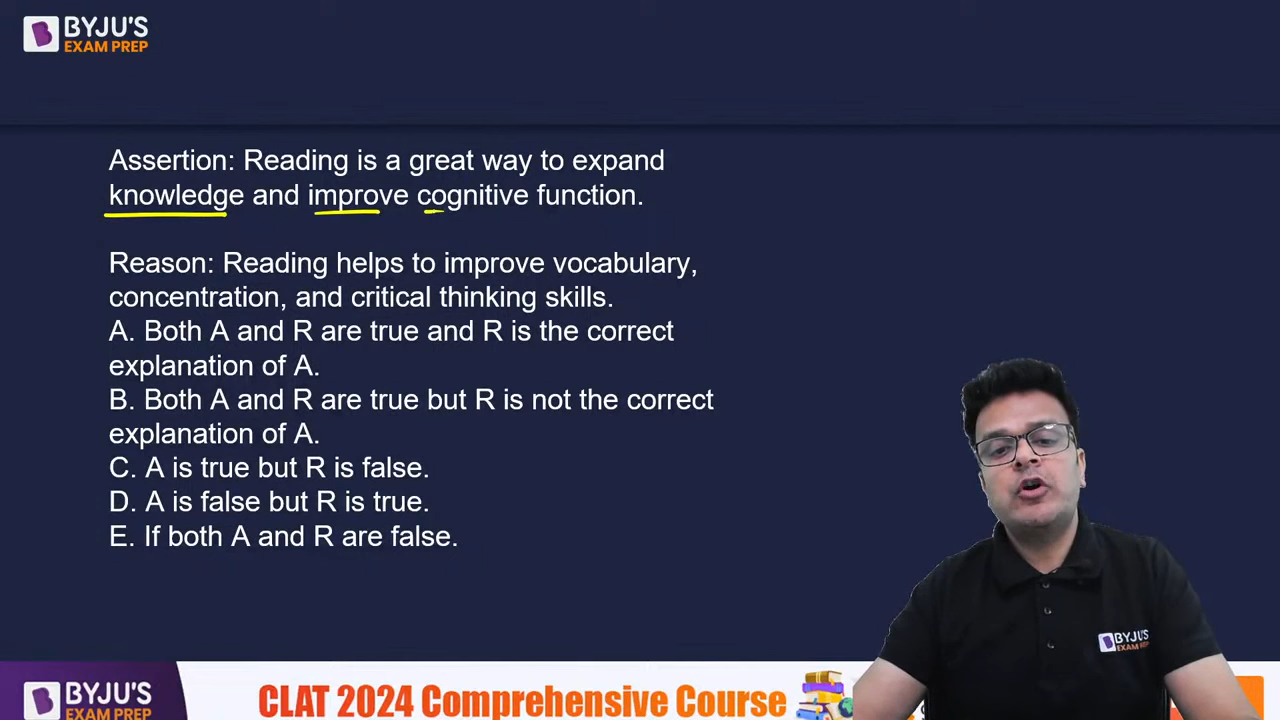 BYJU'S
EXAM PREP
Assertion: Reading is a great way to expand
knowledge and improve cognitive function.
Reason: Reading helps to improve vocabulary,
concentration, and critical thinking skills.
A. Both A and R are true and R is the correct
explanation of A.
B. Both A and R are true but R is not the correct
explanation of A.
C. A is true but R is false.
D. A is false but R is true.
E. If both A and R are false.
BYJU'S
EXAM PREP
BYJU'S
EXAM PREP
CLAT 2024 Comprehensive Course